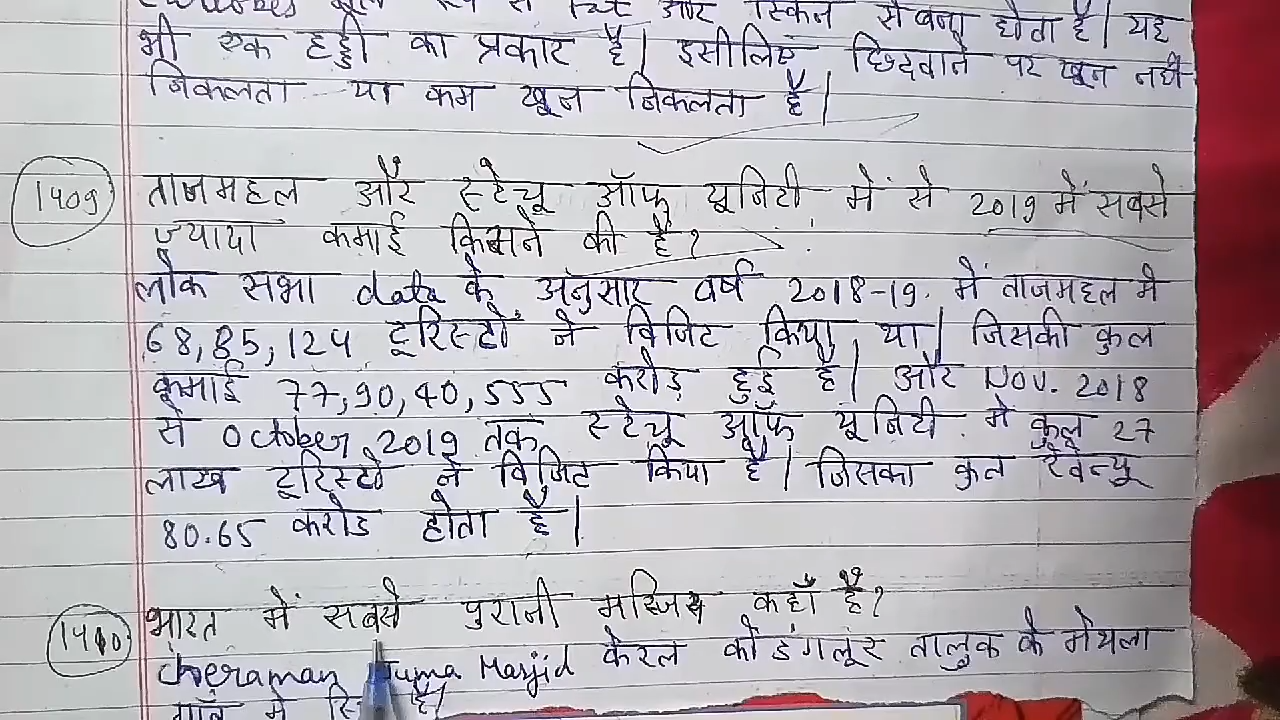 से बना होता है। यह
भी एक हड्डी का प्रकार है। इसीलिए छिदवाने पर खून नही
निकलता या कम खून निकलता है।
1409 ताजमहल और स्टेचू ऑफ यूनिटी में से 2019 में सबसे
ज्यादा कमाई किसने की है?
लोक सभा data के अनुसार वर्ष 2018-19. में ताजमहल मे
68,85,124 टूरिस्टों ने विजिट किया था। जिसकी कुल
कमाई 77,90,40,555 करोड़ हुई है। और Nov. 2018
से October 2019 तक स्टेचू ऑफ यूनिटी में कुल 27
लाख टूरिस्टो ने विजिट किया है। जिसका कुल रेवेन्यू
80.65 करोड होता है।
1410 भारत में सबसे पुरानी मस्जिद कहाँ है?
Cheraman Juma Masjid केरल कोडंगलूर तालुक के मेथला
गाँव में है।